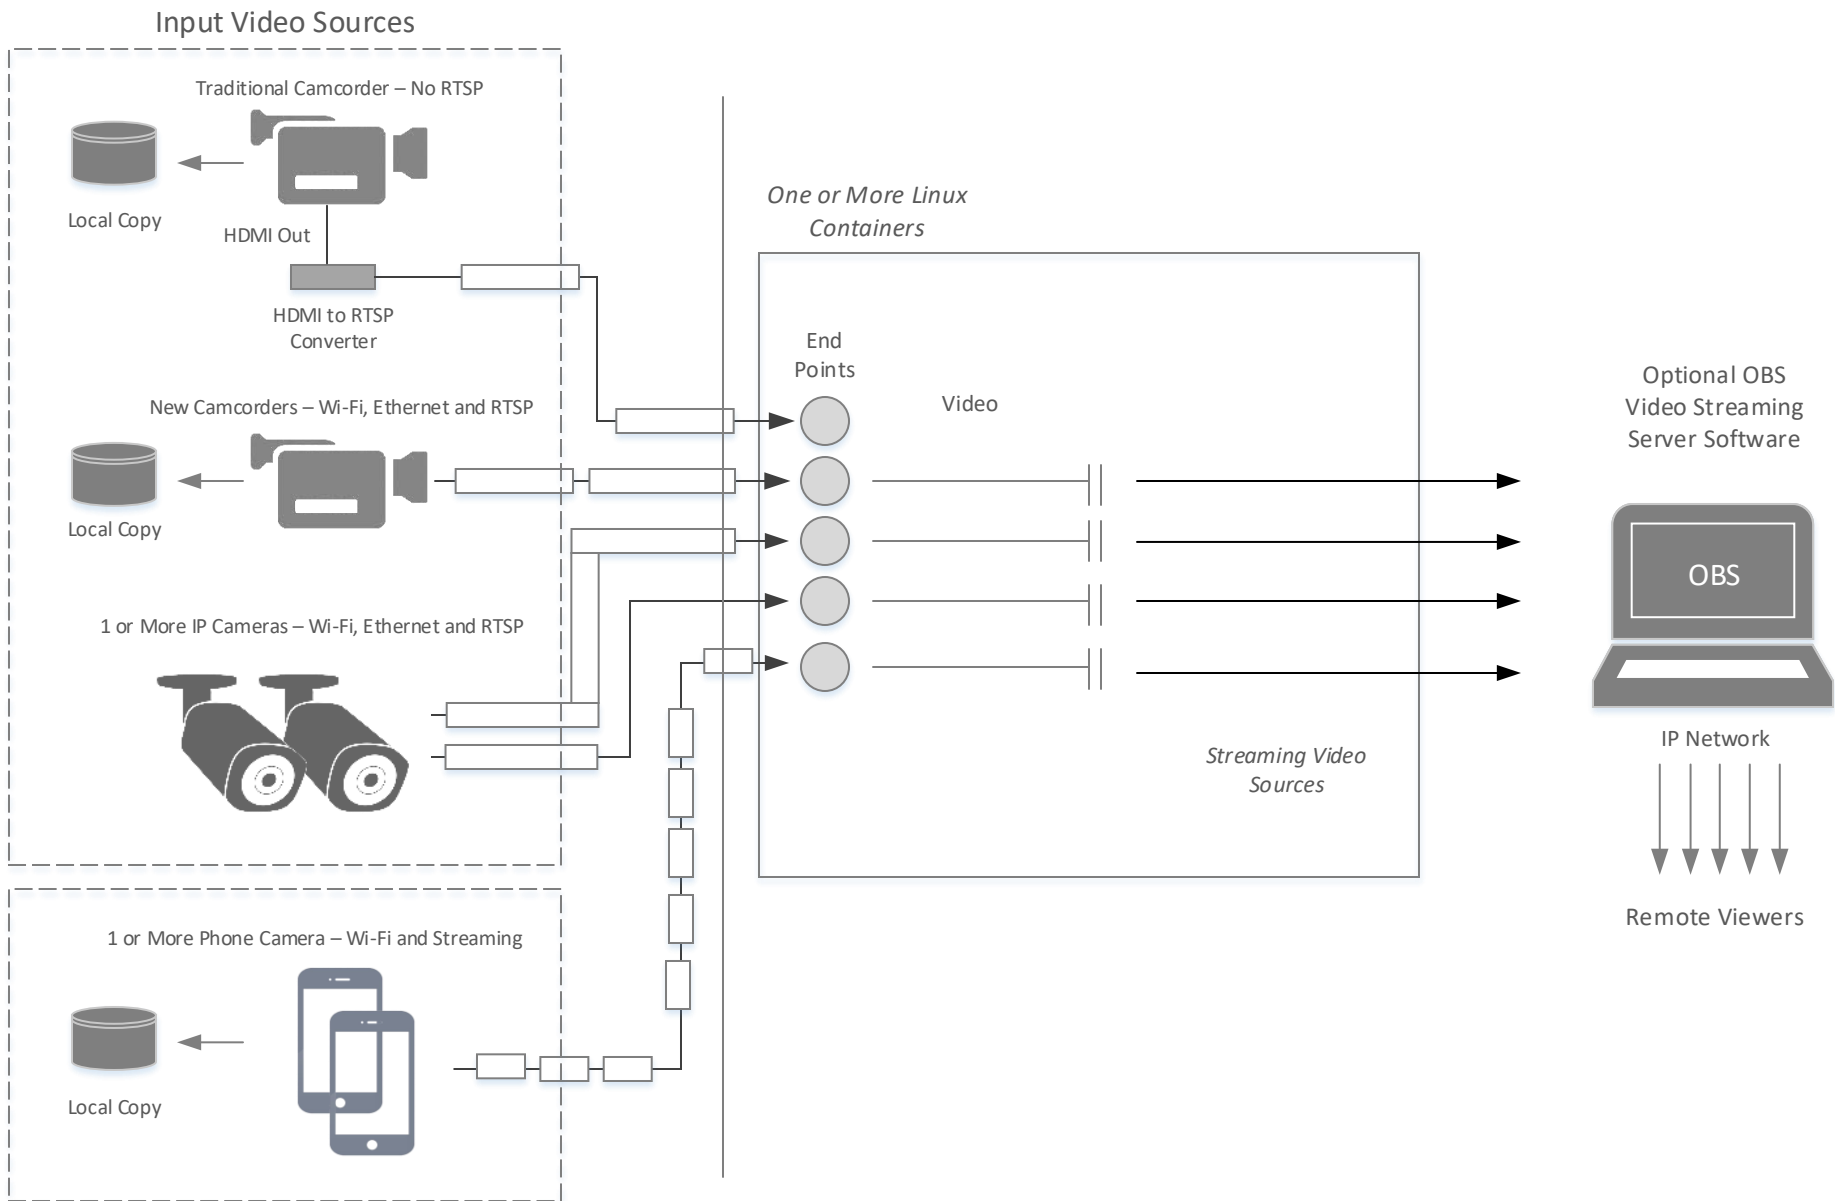 Input Video Sources
Traditional Camcorder – No RTSP
Local Copy
HDMI Out
HDMI to RTSP
Converter
New Camcorders – Wi-Fi, Ethernet and RTSP
Local Copy
1 or More IP Cameras – Wi-Fi, Ethernet and RTSP
1 or More Phone Camera – Wi-Fi and Streaming
Local Copy
One or More Linux
Containers
End
Points
Video
Streaming Video
Sources
Optional OBS
Video Streaming
Server Software
OBS
IP Network
Remote Viewers